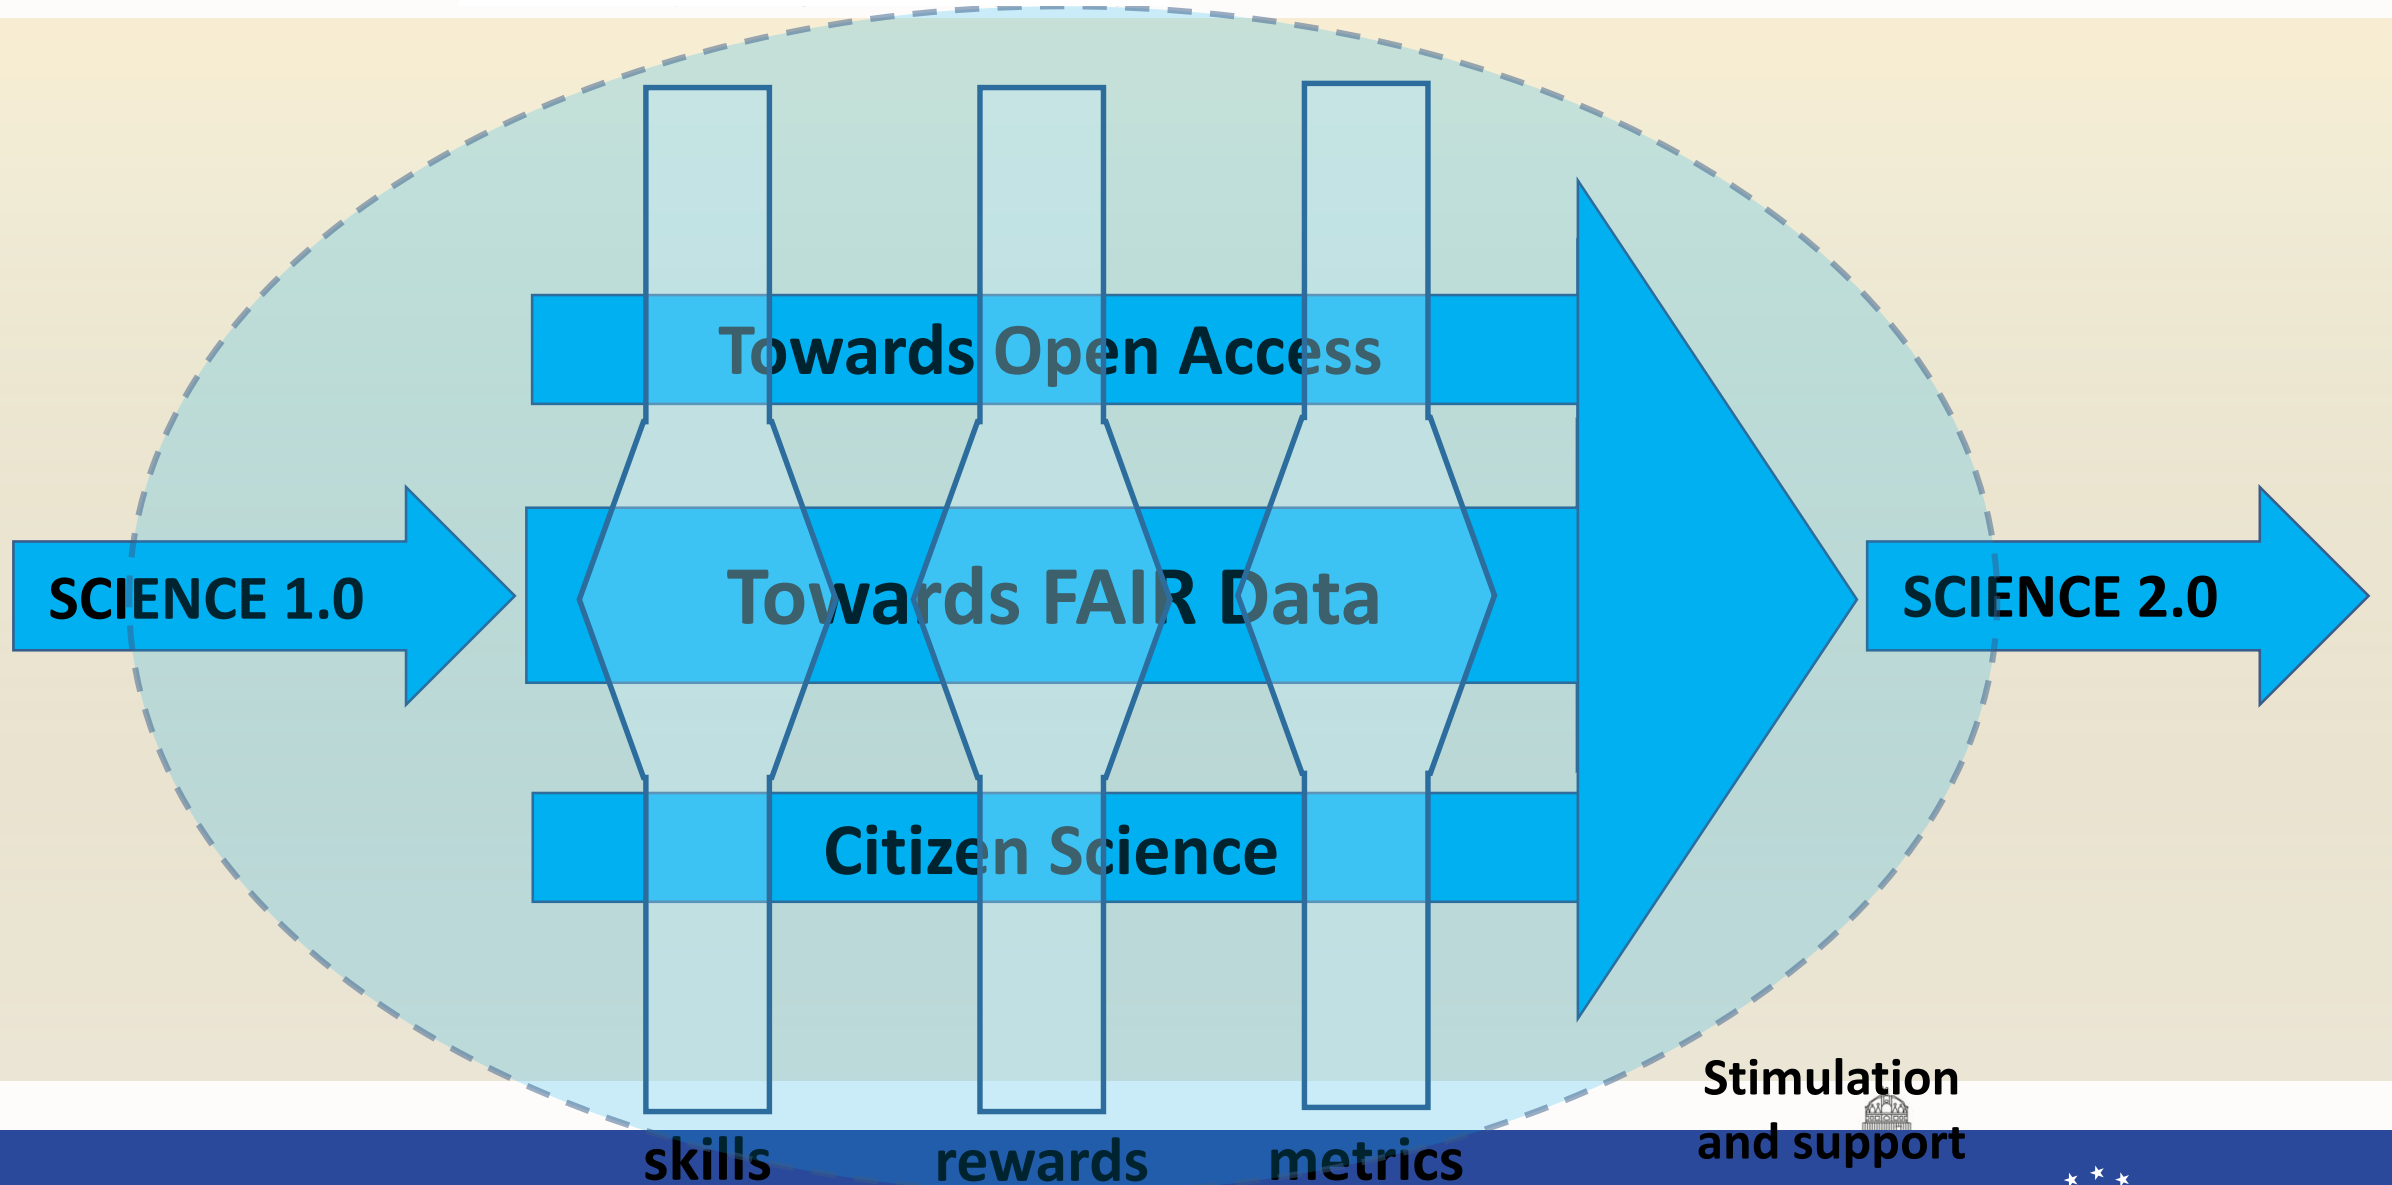 Towards Open Access
SCIENCE 1.0
Towards FAIR Data
SCIENCE 2.0
Citizen Science
Stimulation
and support
skills
rewards
metrics